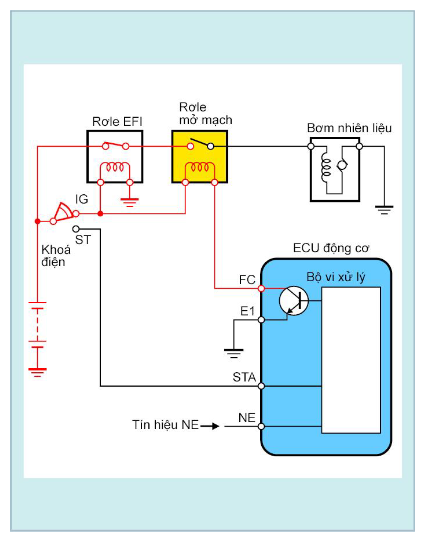 Rơle EFI
Rơle
mở mạch
Bơm nhiên liệu
IG
ST
Khoá
điện
ECU động cơ
Bộ vi xử lý
FC
E1
STA
NE
Tín hiệu NE